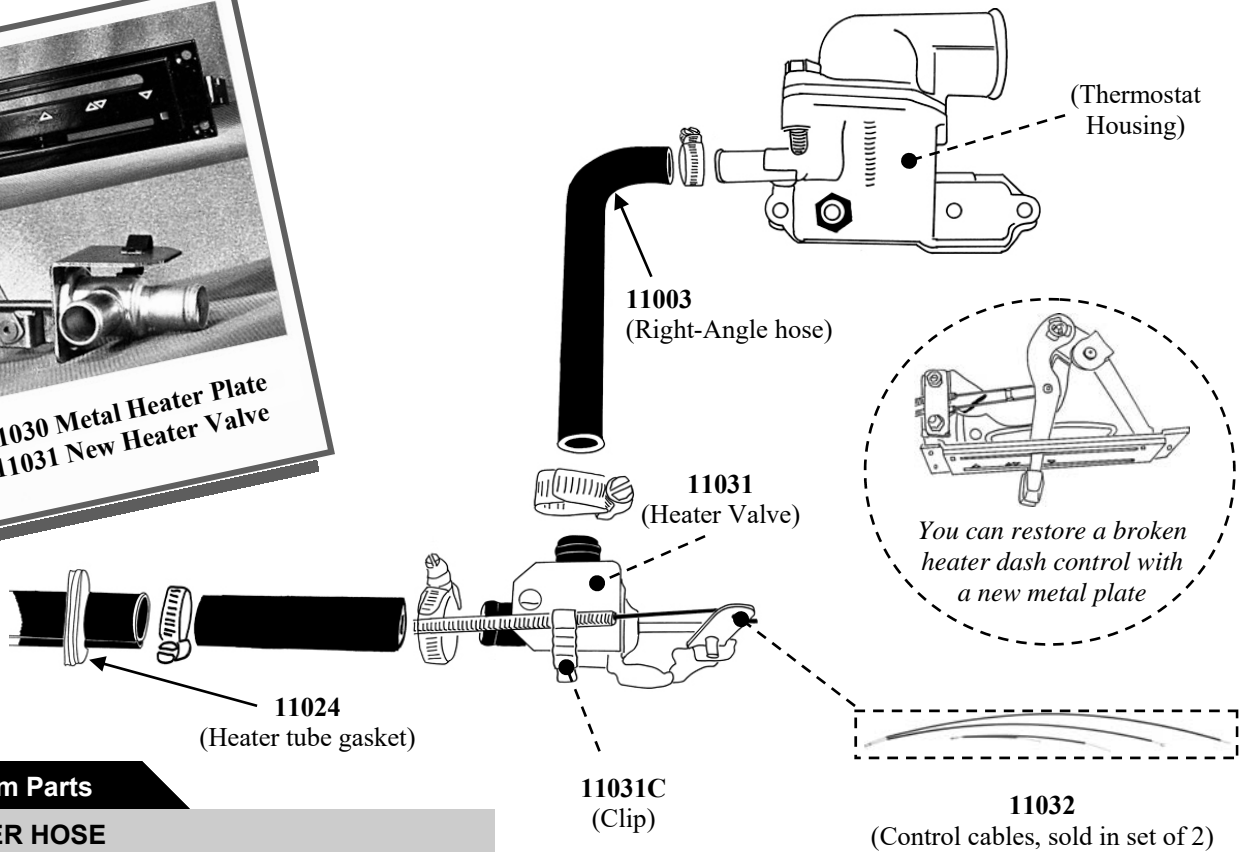 (Thermostat
Housing)
11003
(Right-Angle hose)
1030 Metal Heater Plate
11031 New Heater Valve
11031
(Heater Valve)
You can restore a broken
heater dash control with
a new metal plate
11024
(Heater tube gasket)
11031C
(Clip)
11032
(Control cables, sold in set of 2)
m Parts
ER HOSE